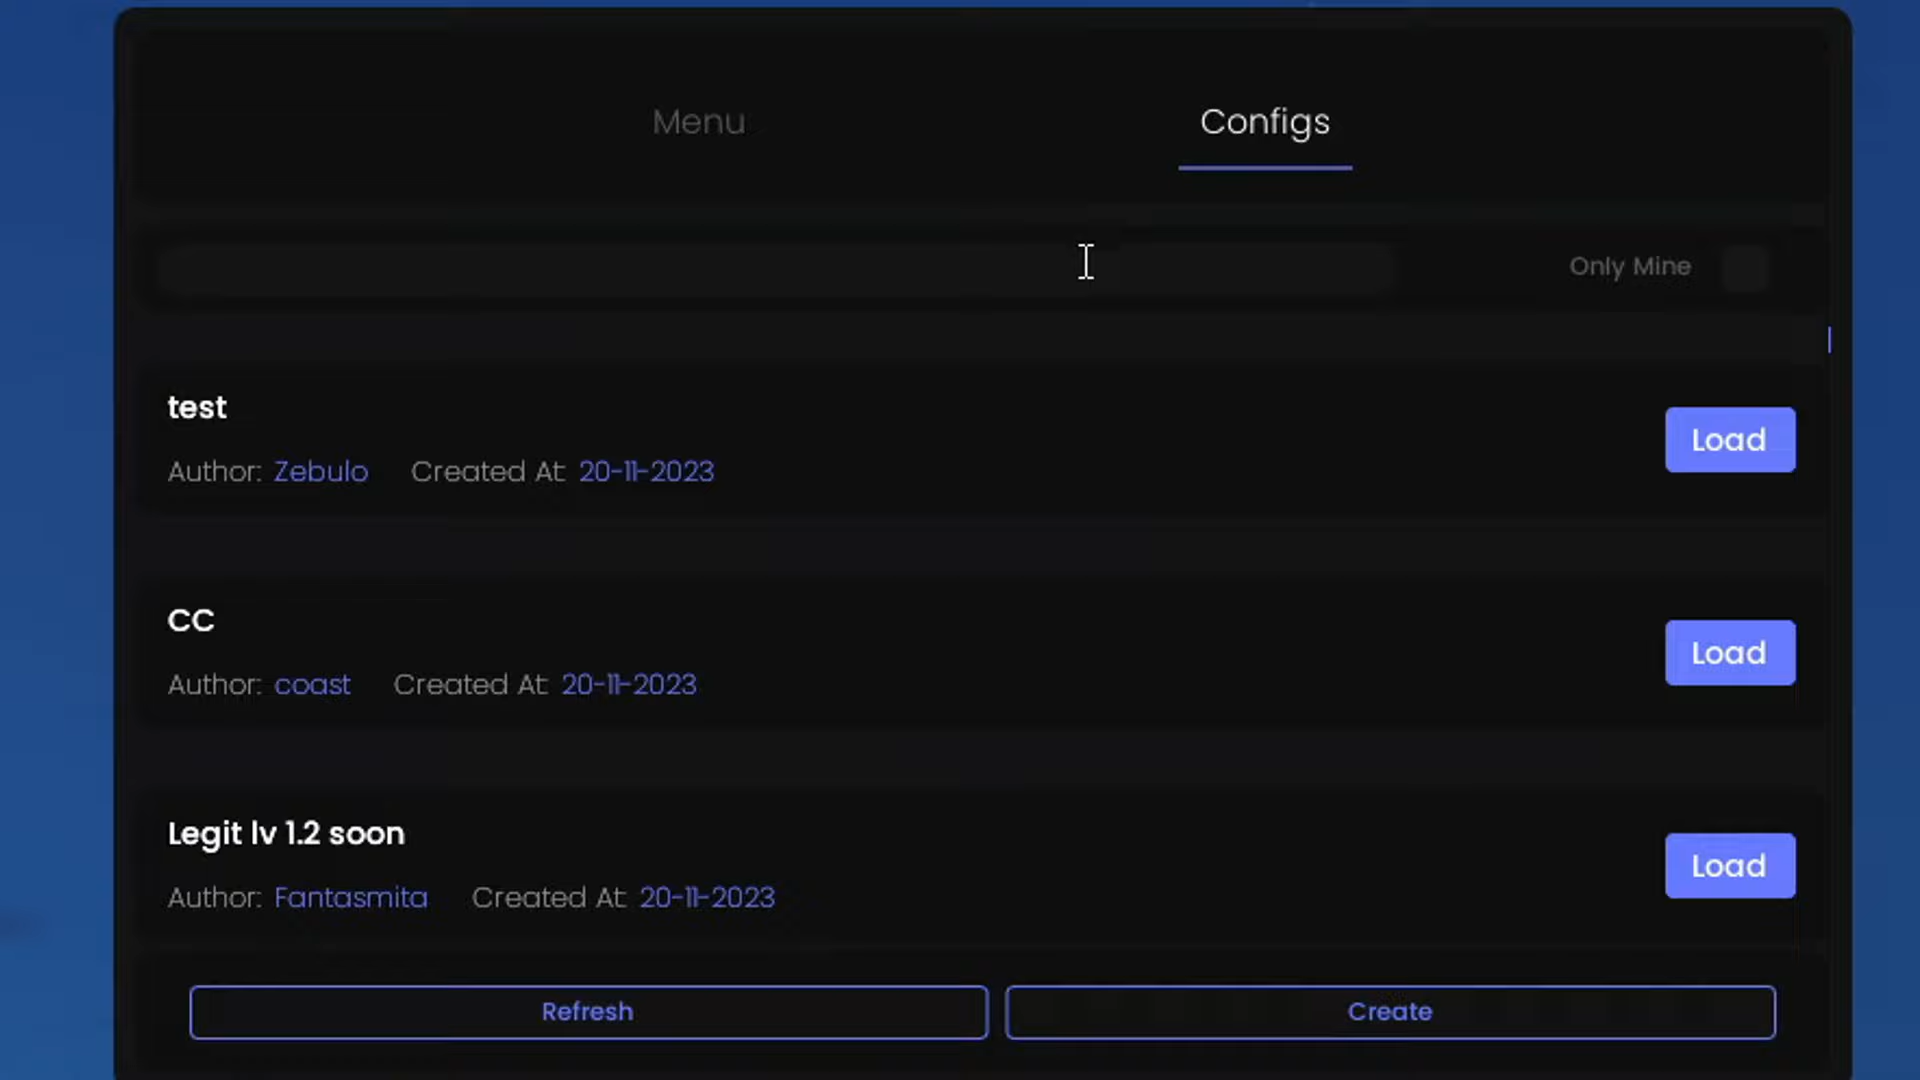 Menu Configs
Only Mine
test
Load
Author: Zebulo Created At: 20-11-2023
CC
Load
Author: coast Created At: 20-11-2023
Legit lv 1.2 soon
Load
Author: Fantasmita Created At: 20-11-2023
Refresh Create